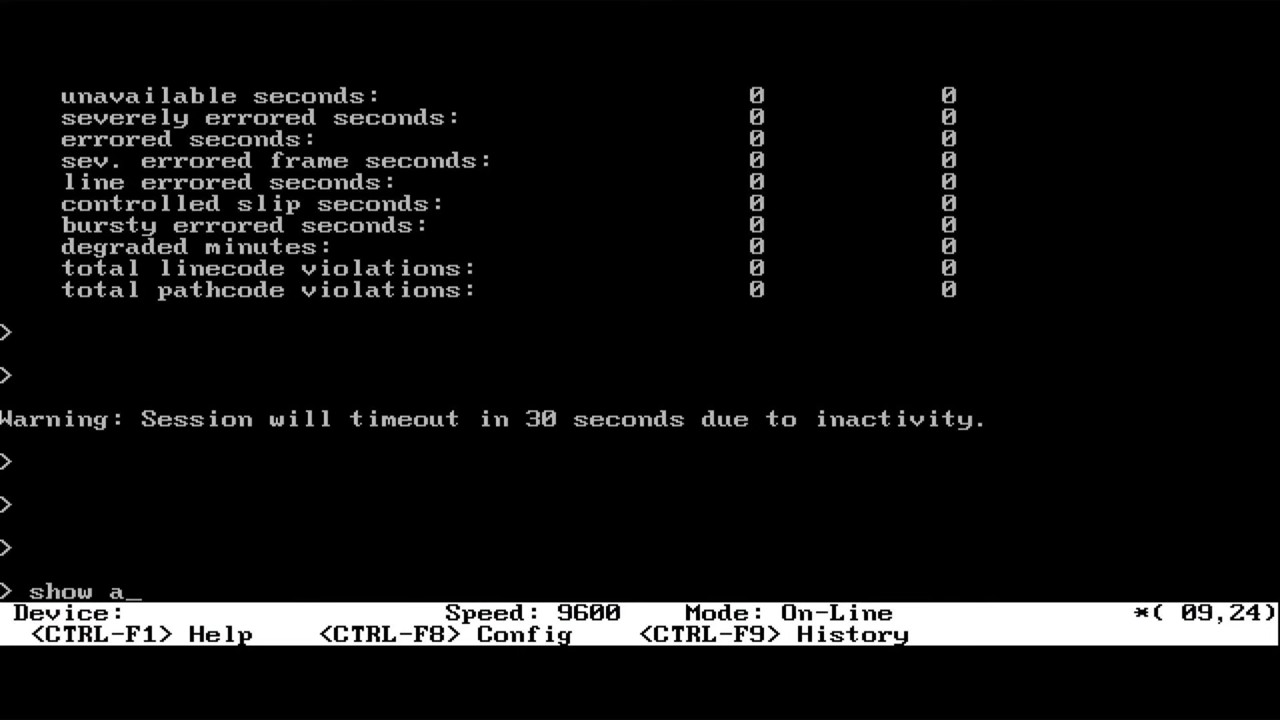 unavailable seconds: 0 0
severely errored seconds: 0 0
errored seconds: 0 0
sev. errored frame seconds: 0 0
line errored seconds: 0 0
controlled slip seconds: 0 0
bursty errored seconds: 0 0
degraded minutes: 0 0
total linecode violations: 0 0
total pathcode violations: 0 0
>
>
Warning: Session will timeout in 30 seconds due to inactivity.
>
>
>
> show a_
Device: Speed: 9600 Mode: On-Line *( 09,24)
<CTRL-F1> Help <CTRL-F8> Config <CTRL-F9> History